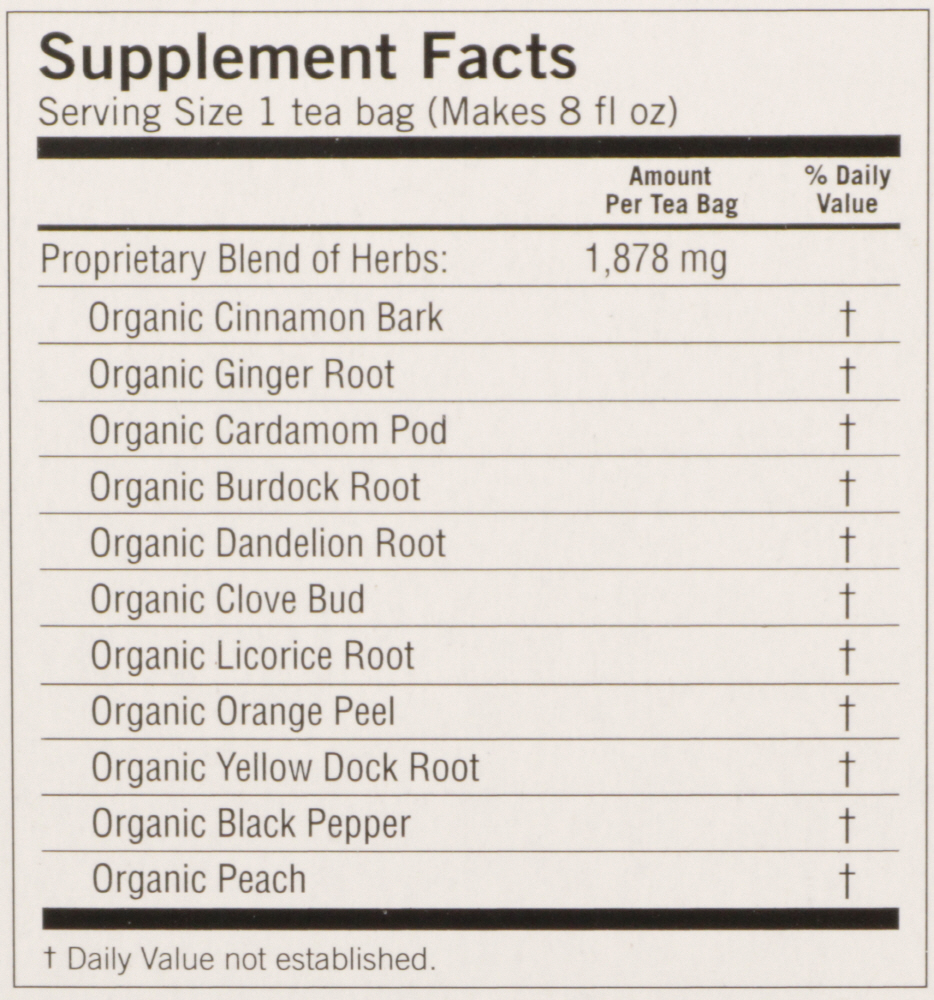 Supplement Facts
Serving Size 1 tea bag (Makes 8 fl oz)
Amount Per Tea Bag % Daily Value
Proprietary Blend of Herbs: 1,878 mg
Organic Cinnamon Bark †
Organic Ginger Root †
Organic Cardamom Pod †
Organic Burdock Root †
Organic Dandelion Root †
Organic Clove Bud †
Organic Licorice Root †
Organic Orange Peel †
Organic Yellow Dock Root †
Organic Black Pepper †
Organic Peach †
† Daily Value not established.